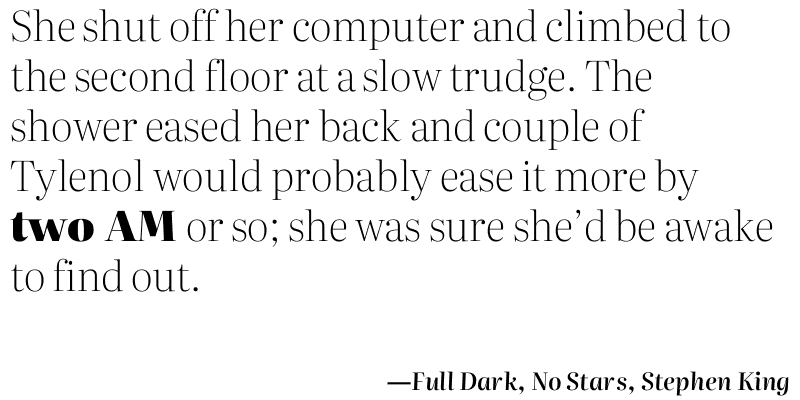 She shut off her computer and climbed to
the second floor at a slow trudge. The
shower eased her back and couple of
Tylenol would probably ease it more by
two AM or so; she was sure she’d be awake
to find out.
—Full Dark, No Stars, Stephen King